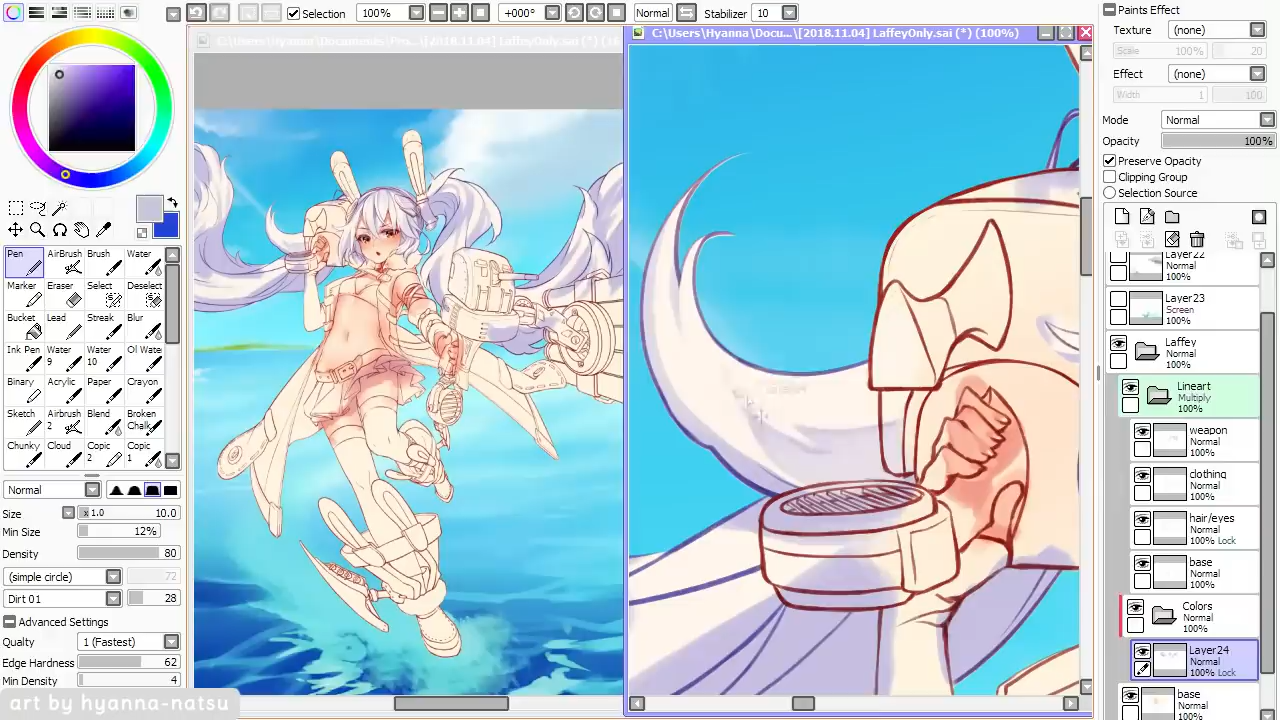 Selection
100%
+000°
Normal
Stabilizer
10
C:\Users\Hyanna\Docu...\[2018.11.04] LaffeyOnly.sai (*) (100%)
Pen
AirBrush
Brush
Water
Marker
Eraser
Select
Deselect
Bucket
Lead
Streak
Blur
Ink Pen
Water 9
Water 10
Oil Water
Binary
Acrylic
Paper
Crayon
Sketch
Airbrush 2
Blend
Broken Chalk
Chunky
Cloud
Copic 2
Copic 1
Normal
Size
x1.0
10.0
Min Size
12%
Density
80
(simple circle)
72
Dirt 01
28
Advanced Settings
Quality
1 (Fastest)
Edge Hardness
62
Min Density
4
art by hyanna-natsu
Paints Effect
Texture
(none)
Scale
100%
20
Effect
(none)
Width
1
100
Mode
Normal
Opacity
100%
Preserve Opacity
Clipping Group
Selection Source
Layer22
Normal
100%
Layer23
Screen
100%
Laffey
Normal
100%
Lineart
Multiply
100%
weapon
Normal
100%
clothing
Normal
100%
hair/eyes
Normal
100% Lock
base
Normal
100%
Colors
Normal
100%
Layer24
Normal
100% Lock
base
Normal